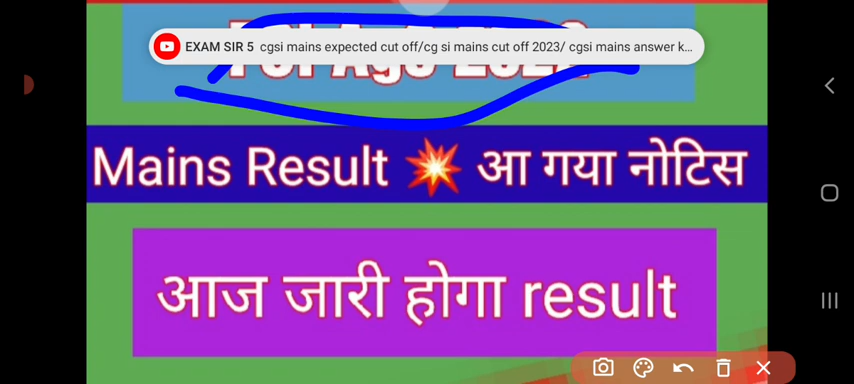 EXAM SIR 5 cgsi mains expected cut off/cg si mains cut off 2023/ cgsi mains answer k...
Mains Result 💥 आ गया नोटिस
आज जारी होगा result